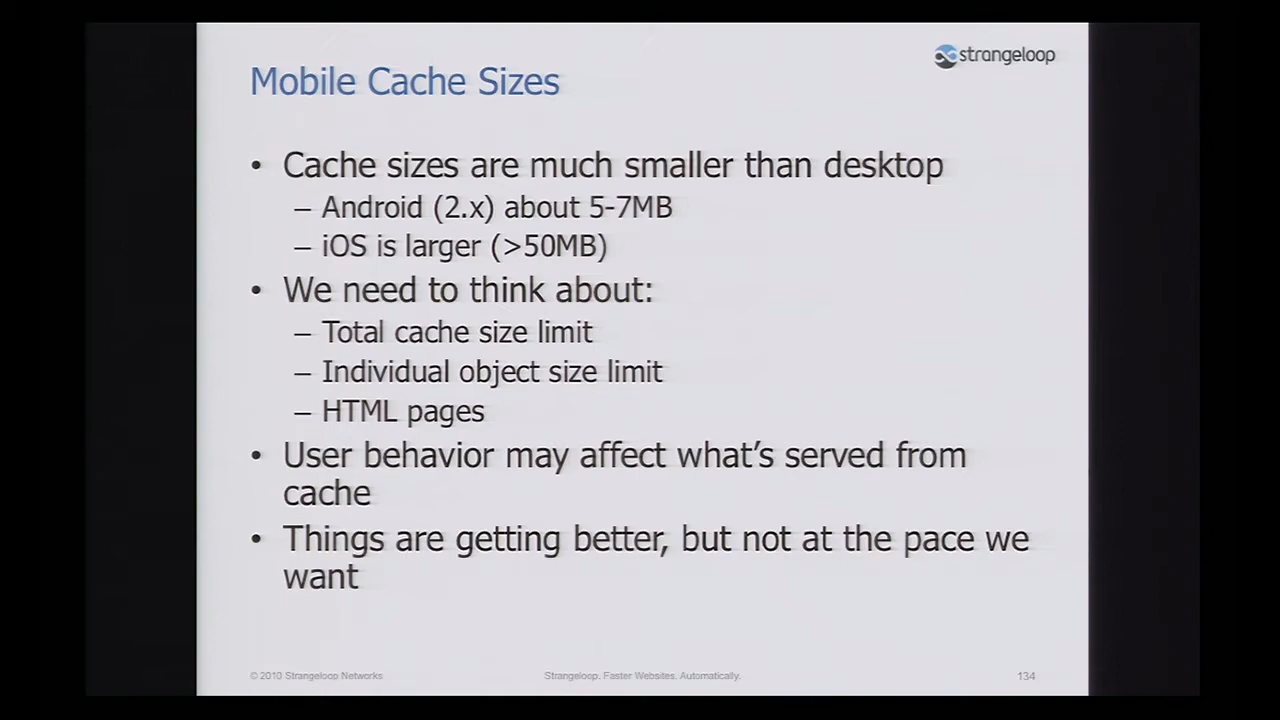 strangeloop
Mobile Cache Sizes
• Cache sizes are much smaller than desktop
– Android (2.x) about 5-7MB
– iOS is larger (>50MB)
• We need to think about:
– Total cache size limit
– Individual object size limit
– HTML pages
• User behavior may affect what’s served from
cache
• Things are getting better, but not at the pace we
want
© 2010 Strangeloop Networks
Strangeloop. Faster Websites. Automatically.
134